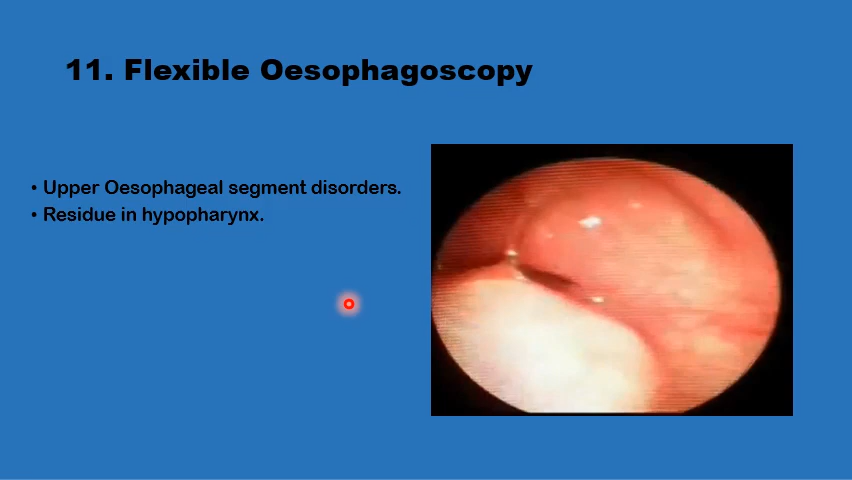 11. Flexible Oesophagoscopy
• Upper Oesophageal segment disorders.
• Residue in hypopharynx.